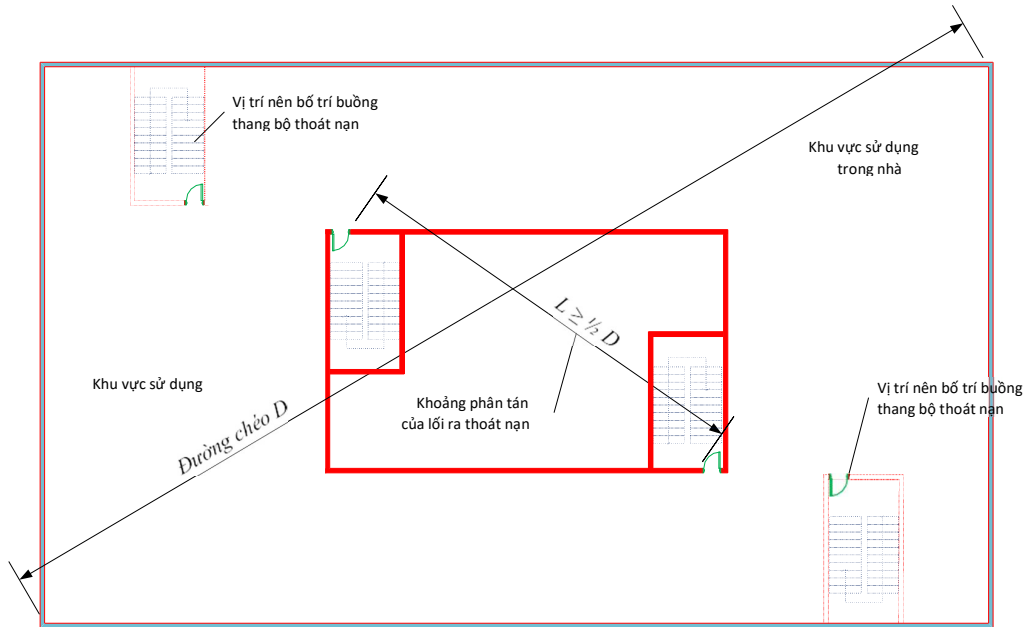 Vị trí nên bố trí buồng
thang bộ thoát nạn
Khu vực sử dụng
trong nhà
L ≥ ½ D
Khu vực sử dụng
Đường chéo D
Khoảng phân tán
của lối ra thoát nạn
Vị trí nên bố trí buồng
thang bộ thoát nạn